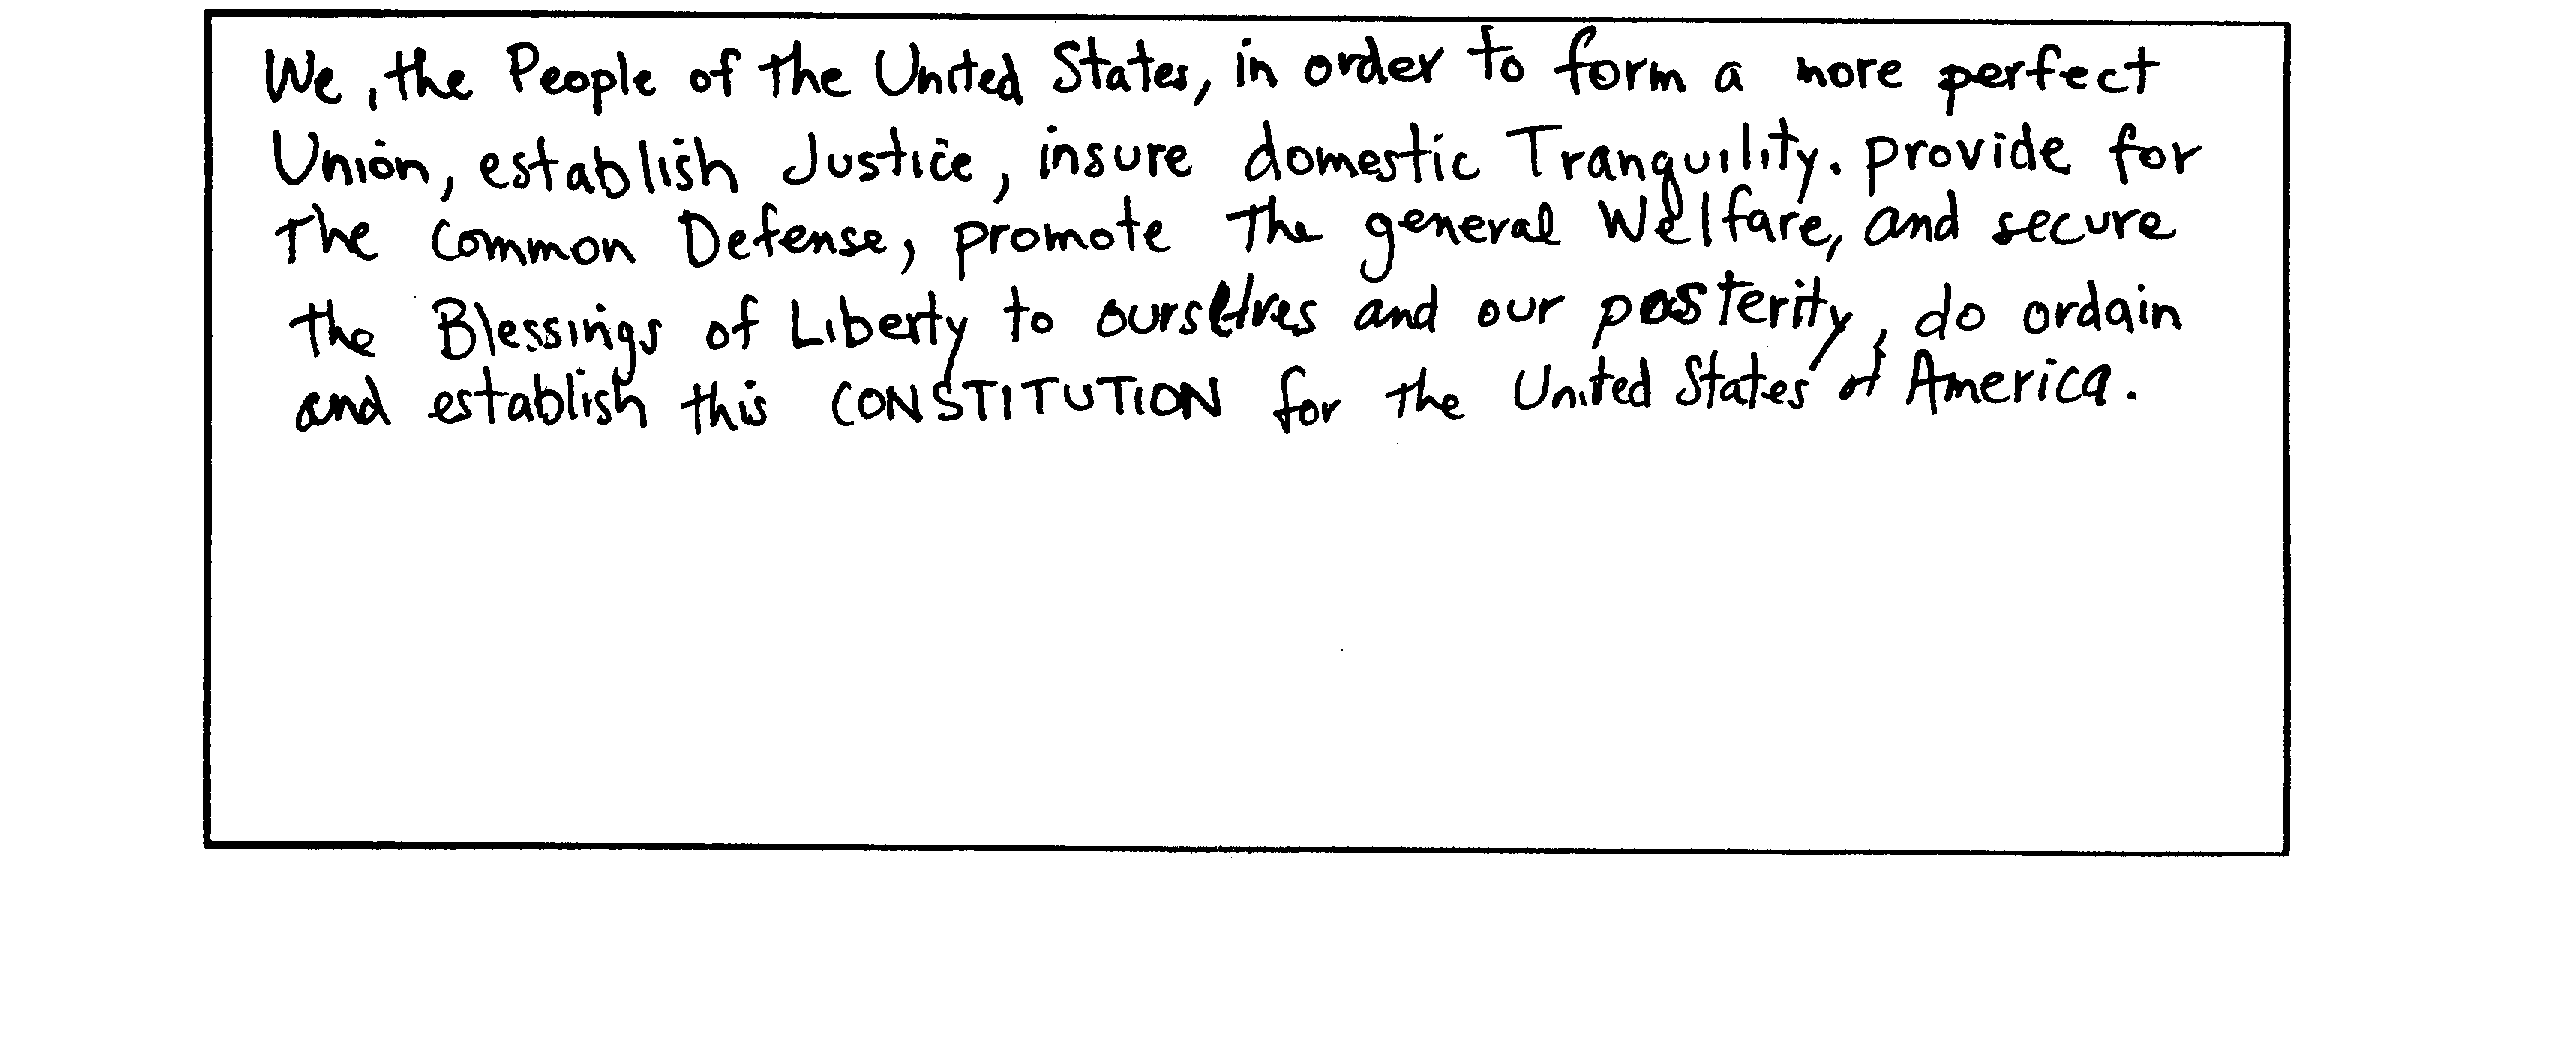 We, the People of the United States, in order to form a more perfect
Union, establish Justice, insure domestic Tranquility. provide for
The Common Defense, promote The general Welfare, and secure
the Blessings of Liberty to ourselves and our posterity, do ordain
and establish this CONSTITUTION for the United States of America.